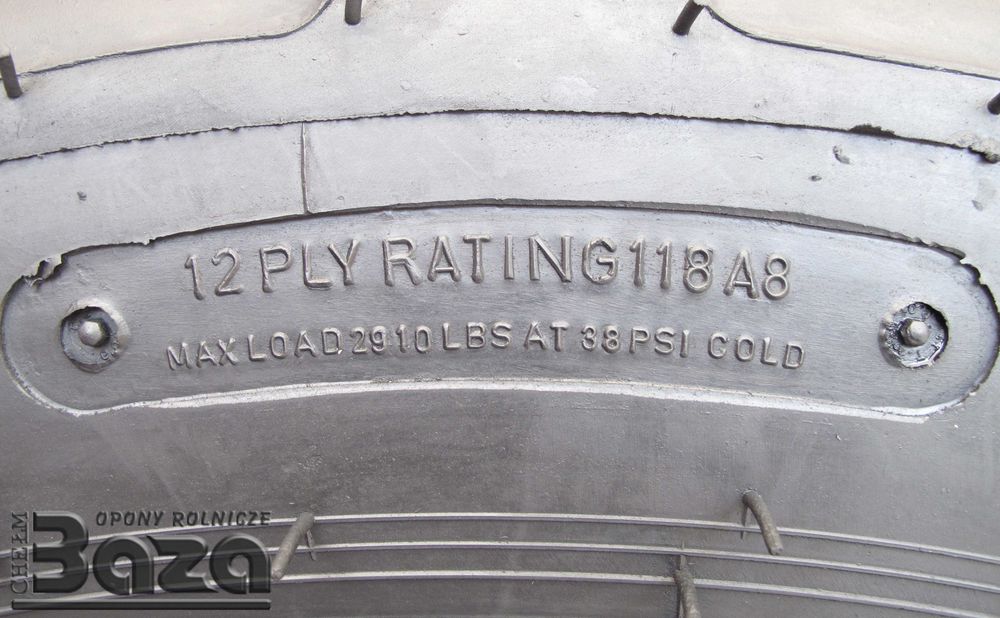 12 PLY RATING 118 A8
MAX LOAD 2910 LBS AT 38 PSI COLD
CHEŁM
OPONY ROLNICZE
Baza